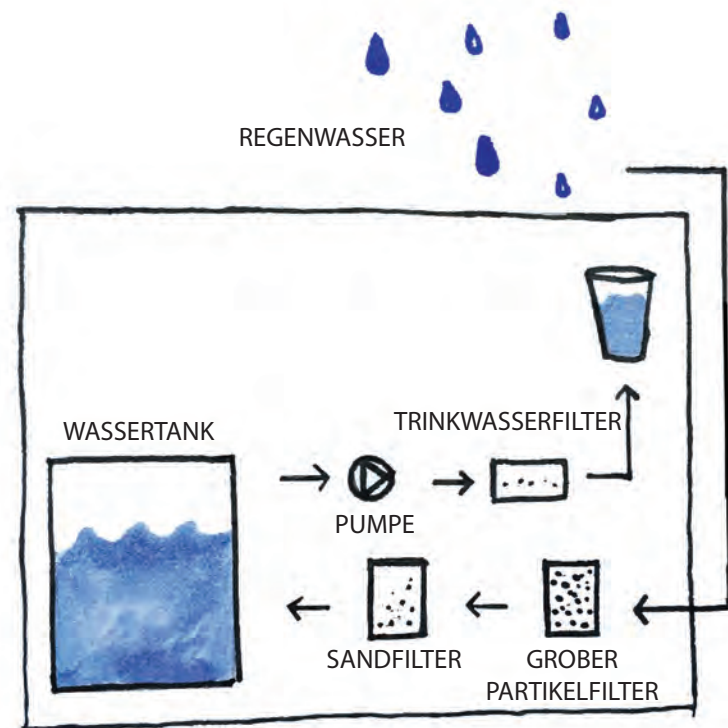 REGENWASSER
WASSERTANK
TRINKWASSERFILTER
PUMPE
SANDFILTER
GROBER
PARTIKELFILTER